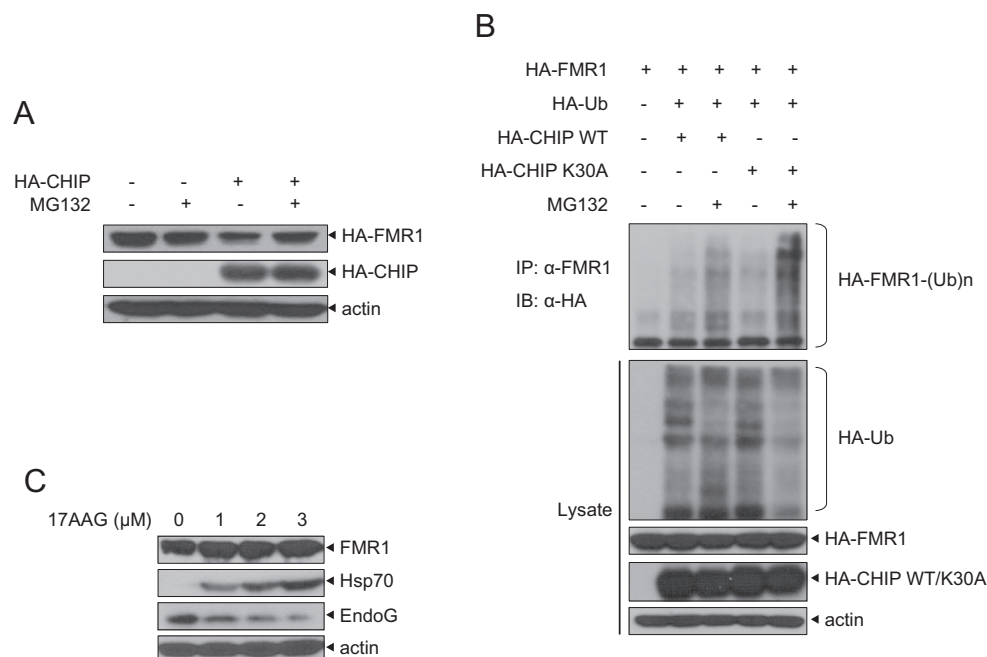 A
HA-CHIP - - + +
MG132 - + - +
HA-FMR1
HA-CHIP
actin
B
HA-FMR1 + + + + +
HA-Ub - + + + +
HA-CHIP WT - + + - -
HA-CHIP K30A - - - + +
MG132 - - + - +
IP: α-FMR1
IB: α-HA
HA-FMR1-(Ub)n
HA-Ub
Lysate
HA-FMR1
HA-CHIP WT/K30A
actin
C
17AAG (μM) 0 1 2 3
FMR1
Hsp70
EndoG
actin